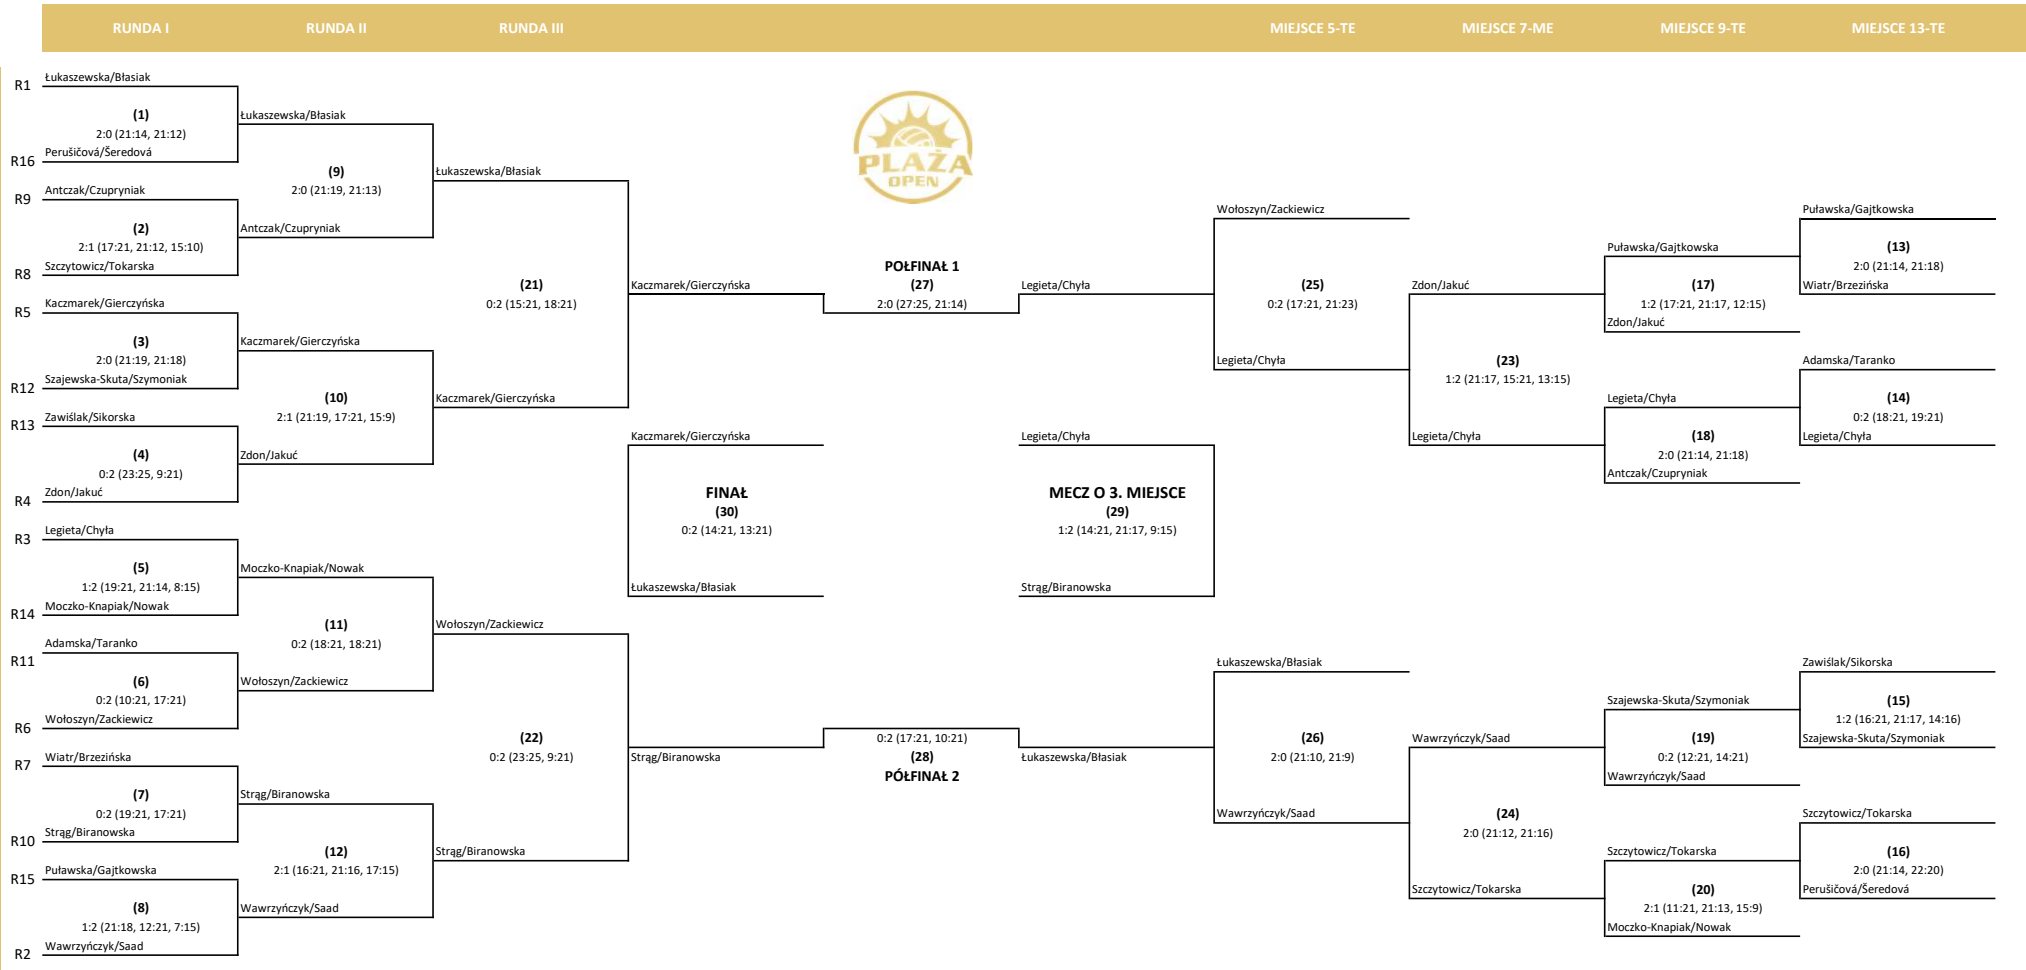 RUNDA I
RUNDA II
RUNDA III
MIEJSCE 5-TE
MIEJSCE 7-ME
MIEJSCE 9-TE
MIEJSCE 13-TE
R1
Łukaszewska/Błasiak
(1)
2:0 (21:14, 21:12)
Perušičová/Šeredová
R16
R9
Antczak/Czupryniak
(2)
2:1 (17:21, 21:12, 15:10)
Szczytowicz/Tokarska
R8
R5
Kaczmarek/Gierczyńska
(3)
2:0 (21:19, 21:18)
Szajewska-Skuta/Szymoniak
R12
R13
Zawiślak/Sikorska
(4)
0:2 (23:25, 9:21)
Zdon/Jakuć
R4
R3
Legieta/Chyła
(5)
1:2 (19:21, 21:14, 8:15)
Moczko-Knapiak/Nowak
R14
R11
Adamska/Taranko
(6)
0:2 (10:21, 17:21)
Wołoszyn/Zackiewicz
R6
R7
Wiatr/Brzezińska
(7)
0:2 (19:21, 17:21)
Strąg/Biranowska
R10
R15
Puławska/Gajtkowska
(8)
1:2 (21:18, 12:21, 7:15)
Wawrzyńczyk/Saad
R2
Łukaszewska/Błasiak
(9)
2:0 (21:19, 21:13)
Antczak/Czupryniak
Kaczmarek/Gierczyńska
(10)
2:1 (21:19, 17:21, 15:9)
Zdon/Jakuć
Moczko-Knapiak/Nowak
(11)
0:2 (18:21, 18:21)
Wołoszyn/Zackiewicz
Strąg/Biranowska
(12)
2:1 (16:21, 21:16, 17:15)
Wawrzyńczyk/Saad
Łukaszewska/Błasiak
(21)
0:2 (15:21, 18:21)
Kaczmarek/Gierczyńska
Wołoszyn/Zackiewicz
(22)
0:2 (23:25, 9:21)
Strąg/Biranowska
Kaczmarek/Gierczyńska
Kaczmarek/Gierczyńska
FINAŁ
(30)
0:2 (14:21, 13:21)
Łukaszewska/Błasiak
Strąg/Biranowska
PLAŻA
OPEN
POŁFINAŁ 1
(27)
2:0 (27:25, 21:14)
0:2 (17:21, 10:21)
(28)
PÓŁFINAŁ 2
Legieta/Chyła
Legieta/Chyła
MECZ O 3. MIEJSCE
(29)
1:2 (14:21, 21:17, 9:15)
Strąg/Biranowska
Łukaszewska/Błasiak
Wołoszyn/Zackiewicz
(25)
0:2 (17:21, 21:23)
Legieta/Chyła
Łukaszewska/Błasiak
(26)
2:0 (21:10, 21:9)
Wawrzyńczyk/Saad
Zdon/Jakuć
(23)
1:2 (21:17, 15:21, 13:15)
Legieta/Chyła
Wawrzyńczyk/Saad
(24)
2:0 (21:12, 21:16)
Szczytowicz/Tokarska
Puławska/Gajtkowska
(17)
1:2 (17:21, 21:17, 12:15)
Zdon/Jakuć
Legieta/Chyła
(18)
2:0 (21:14, 21:18)
Antczak/Czupryniak
Szajewska-Skuta/Szymoniak
(19)
0:2 (12:21, 14:21)
Wawrzyńczyk/Saad
Szczytowicz/Tokarska
(20)
2:1 (11:21, 21:13, 15:9)
Moczko-Knapiak/Nowak
Puławska/Gajtkowska
(13)
2:0 (21:14, 21:18)
Wiatr/Brzezińska
Adamska/Taranko
(14)
0:2 (18:21, 19:21)
Legieta/Chyła
Zawiślak/Sikorska
(15)
1:2 (16:21, 21:17, 14:16)
Szajewska-Skuta/Szymoniak
Szczytowicz/Tokarska
(16)
2:0 (21:14, 22:20)
Perušičová/Šeredová